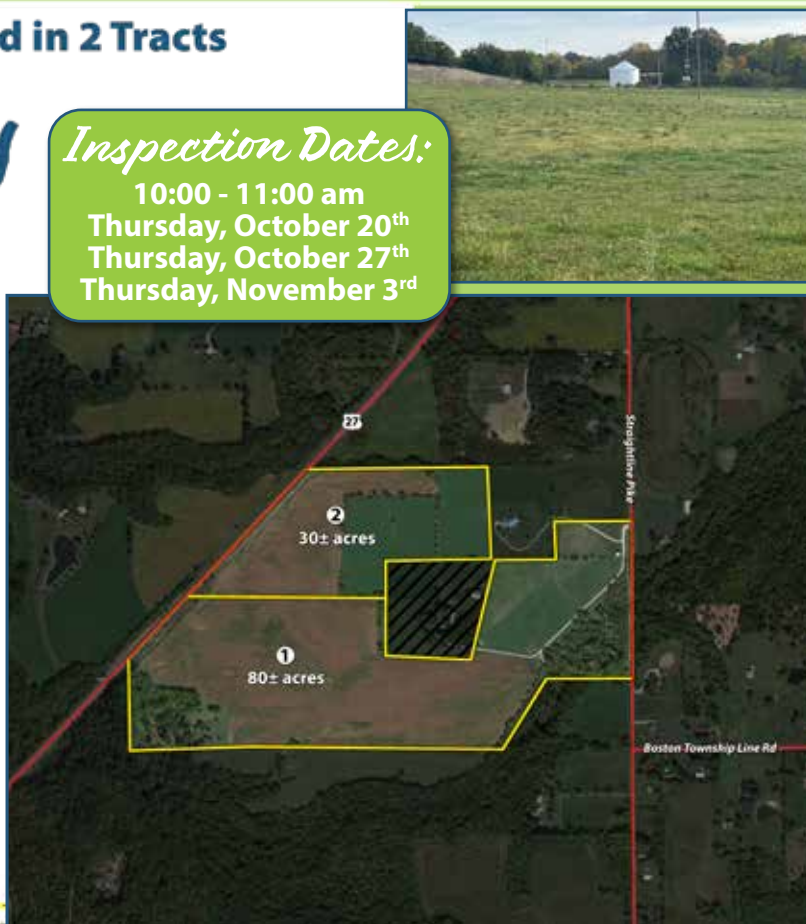 d in 2 Tracts
Inspection Dates:
10:00 - 11:00 am
Thursday, October 20th
Thursday, October 27th
Thursday, November 3rd
27
Straightline Pike
2
30± acres
1
80± acres
Boston Township Line Rd